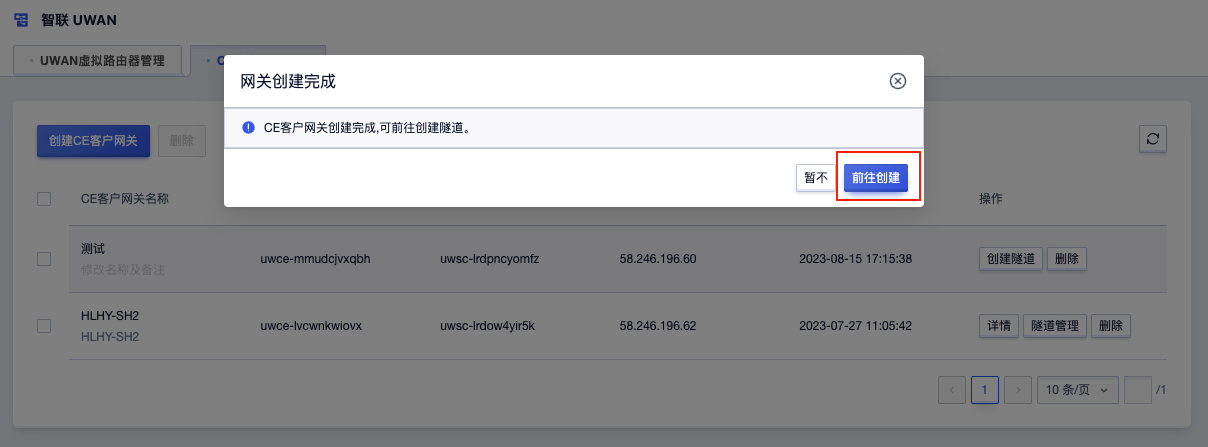 智联 UWAN
UWAN虚拟路由器管理
C
网关创建完成
CE客户网关创建完成,可前往创建隧道。
暂不
前往创建
创建CE客户网关
删除
CE客户网关名称
操作
测试
修改名称及备注
uwce-mmudcjvxqbh
uwsc-lrdpncyomfz
58.246.196.60
2023-08-15 17:15:38
创建隧道
删除
HLHY-SH2
HLHY-SH2
uwce-lvcwnkwiovx
uwsc-lrdow4yir5k
58.246.196.62
2023-07-27 11:05:42
详情
隧道管理
删除
1
10 条/页
/1